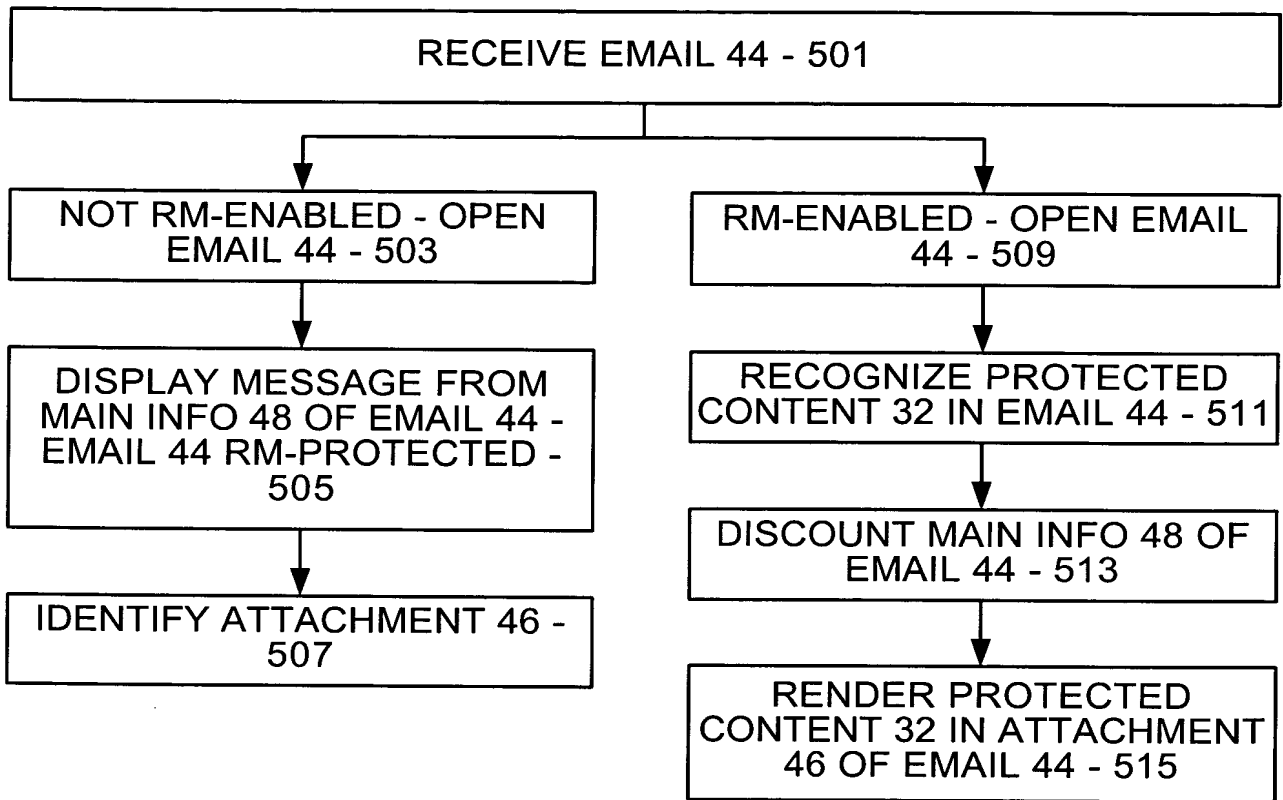 RECEIVE EMAIL 44 - 501
NOT RM-ENABLED - OPEN
EMAIL 44 - 503
DISPLAY MESSAGE FROM
MAIN INFO 48 OF EMAIL 44 -
EMAIL 44 RM-PROTECTED -
505
IDENTIFY ATTACHMENT 46 -
507
RM-ENABLED - OPEN EMAIL
44 - 509
RECOGNIZE PROTECTED
CONTENT 32 IN EMAIL 44 - 511
DISCOUNT MAIN INFO 48 OF
EMAIL 44 - 513
RENDER PROTECTED
CONTENT 32 IN ATTACHMENT
46 OF EMAIL 44 - 515